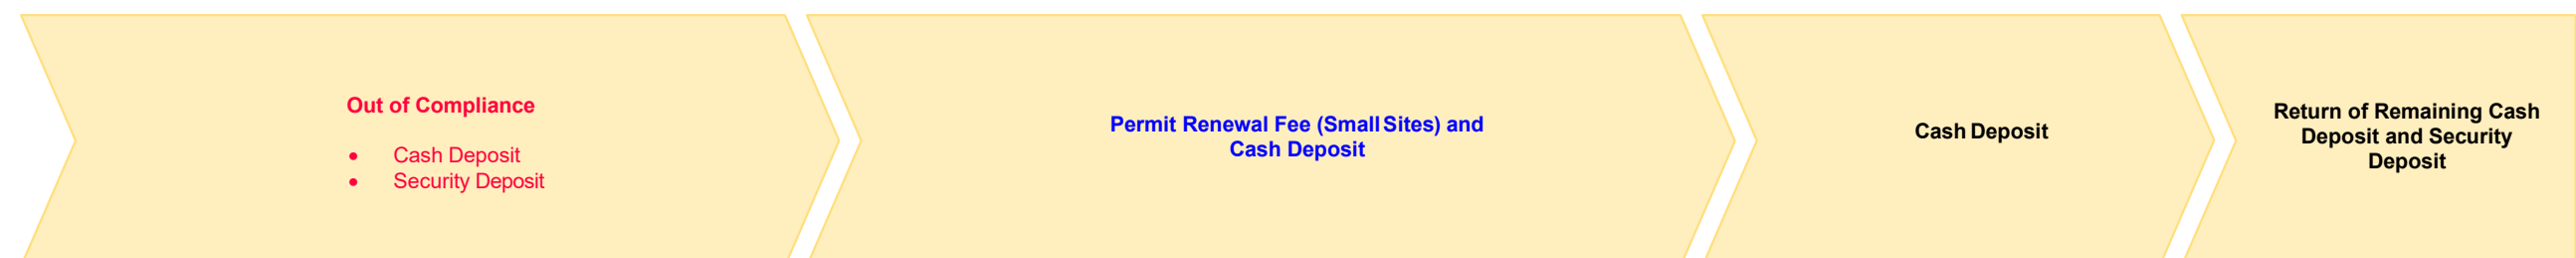 Out of Compliance
• Cash Deposit
• Security Deposit
Permit Renewal Fee (Small Sites) and
Cash Deposit
Cash Deposit
Return of Remaining Cash
Deposit and Security
Deposit